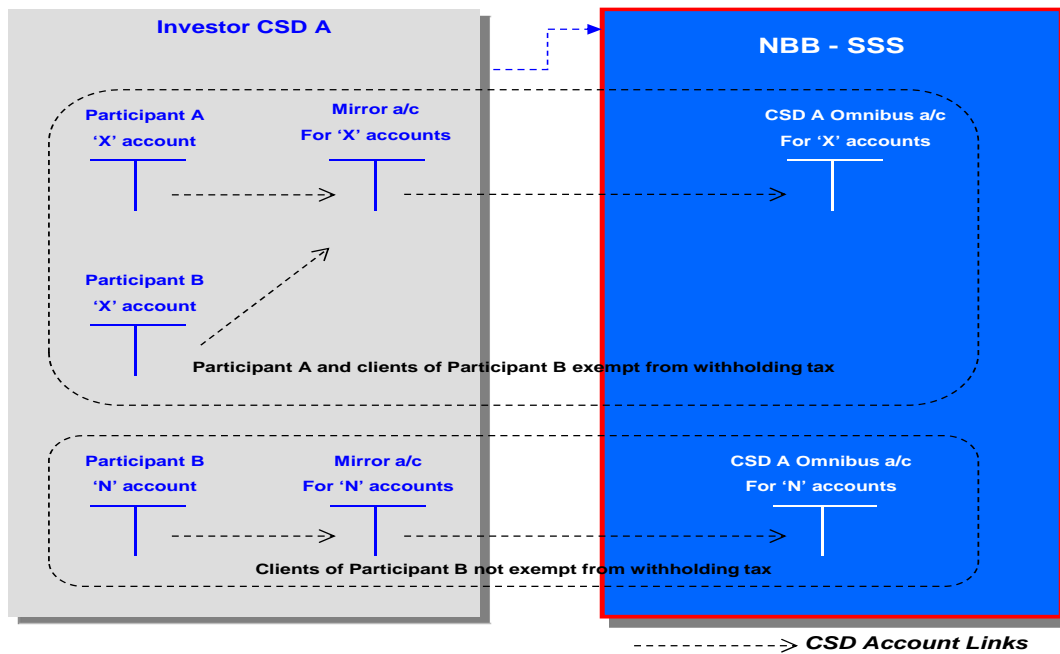 Investor CSD A
NBB - SSS
Participant A
‘X’ account
Mirror a/c
For ‘X’ accounts
CSD A Omnibus a/c
For ‘X’ accounts
Participant B
‘X’ account
Participant A and clients of Participant B exempt from withholding tax
Participant B
‘N’ account
Mirror a/c
For ‘N’ accounts
CSD A Omnibus a/c
For ‘N’ accounts
Clients of Participant B not exempt from withholding tax
CSD Account Links